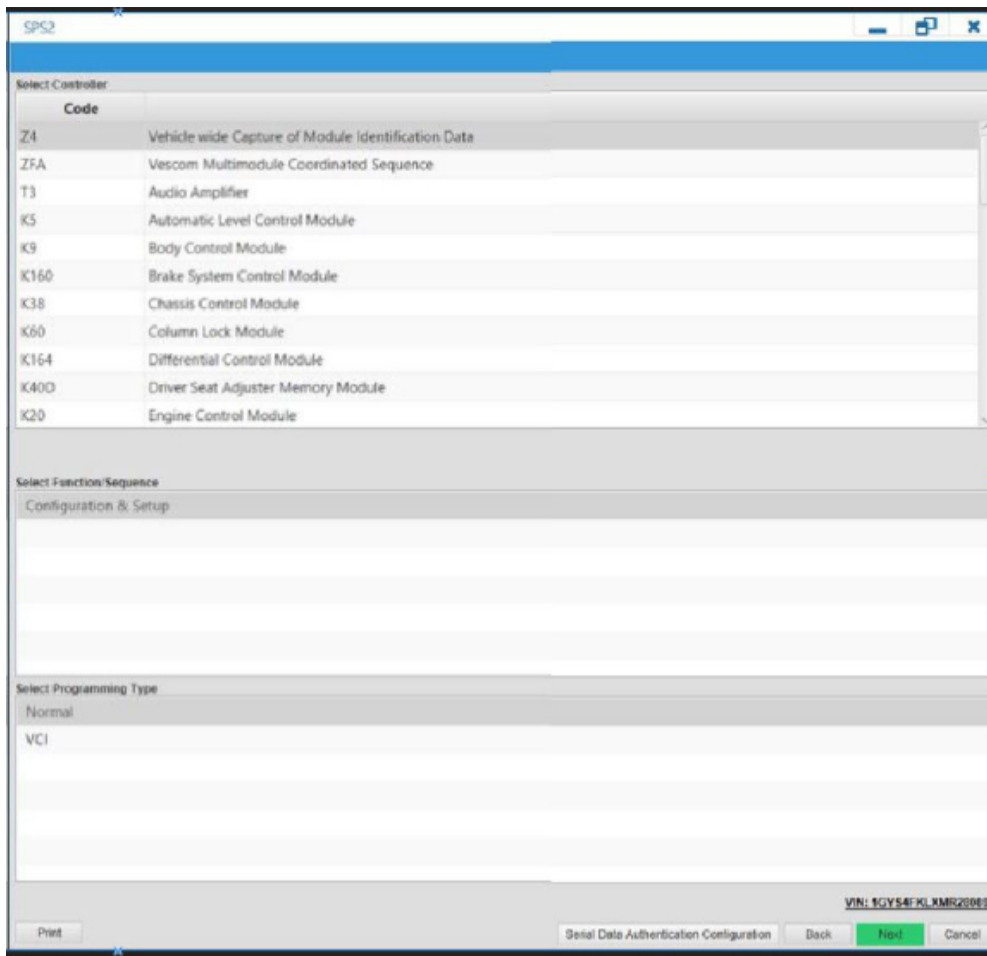 SPS2
Select Controller
Code
Z4 Vehicle wide Capture of Module Identification Data
ZFA Vescom Multimodule Coordinated Sequence
T3 Audio Amplifier
K5 Automatic Level Control Module
K9 Body Control Module
K160 Brake System Control Module
K38 Chassis Control Module
K60 Column Lock Module
K164 Differential Control Module
K40D Driver Seat Adjuster Memory Module
K20 Engine Control Module
Select Function/Sequence
Configuration & Setup
Select Programming Type
Normal
VCI
VIN:
Print Serial Data Authentication Configuration Back Next Cancel